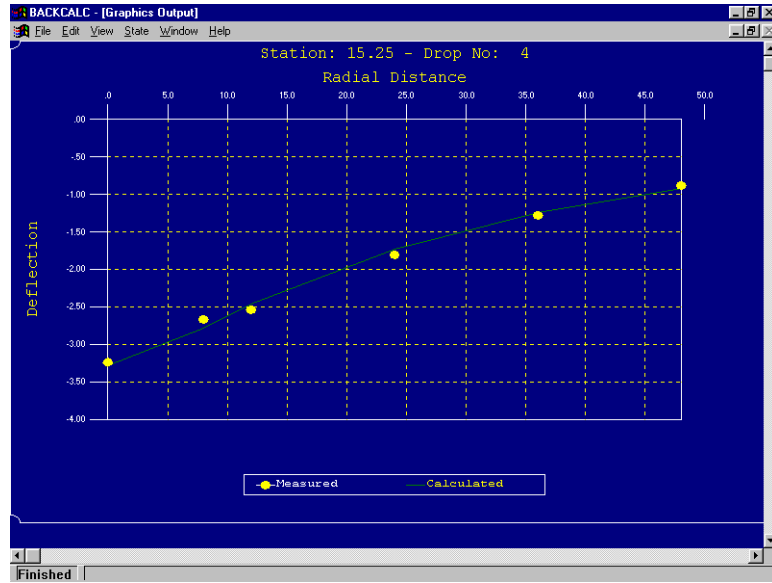 BACKCALC - [Graphics Output]
File Edit View State Window Help
Station: 15.25 - Drop No: 4
Radial Distance
.0 5.0 10.0 15.0 20.0 25.0 30.0 35.0 40.0 45.0 50.0
.00
-.50
-1.00
-1.50
-2.00
-2.50
-3.00
-3.50
-4.00
Deflection
Measured Calculated
Finished